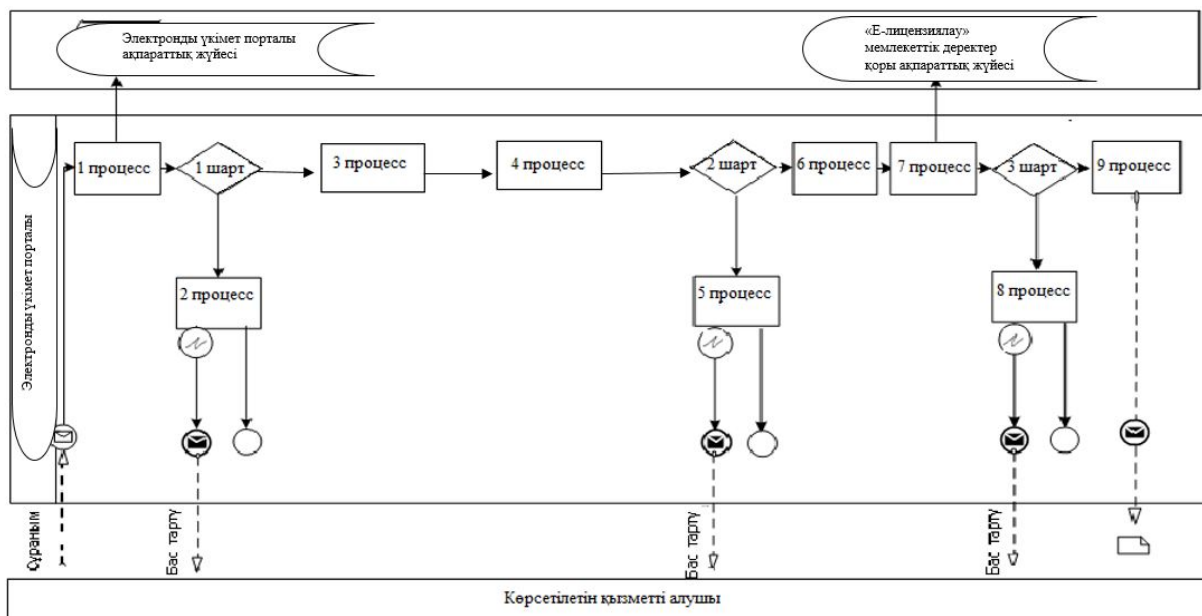 Электронды үкімет порталы
ақпараттық жүйесі
«Е-лицензиялау»
мемлекеттік деректер
қоры ақпараттық жүйесі
Электронды үкімет порталы
1 процесс
1 шарт
3 процесс
4 процесс
2 шарт
6 процесс
7 процесс
3 шарт
9 процесс
2 процесс
5 процесс
8 процесс
Сұраным
Бас тарту
Бас тарту
Бас тарту
Көрсетілетін қызметті алушы